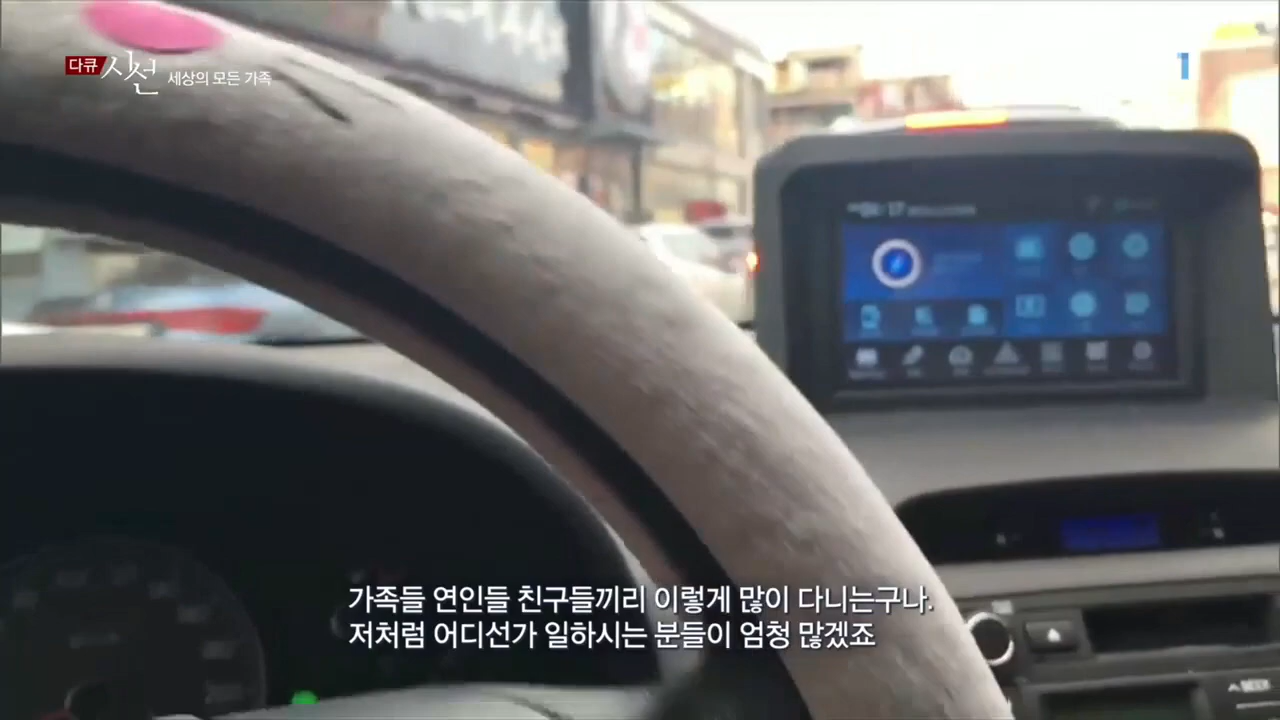 다큐 시선 세상의 모든 가족
1
가족들 연인들 친구들끼리 이렇게 많이 다니는구나.
저처럼 어디선가 일하시는 분들이 엄청 많겠죠